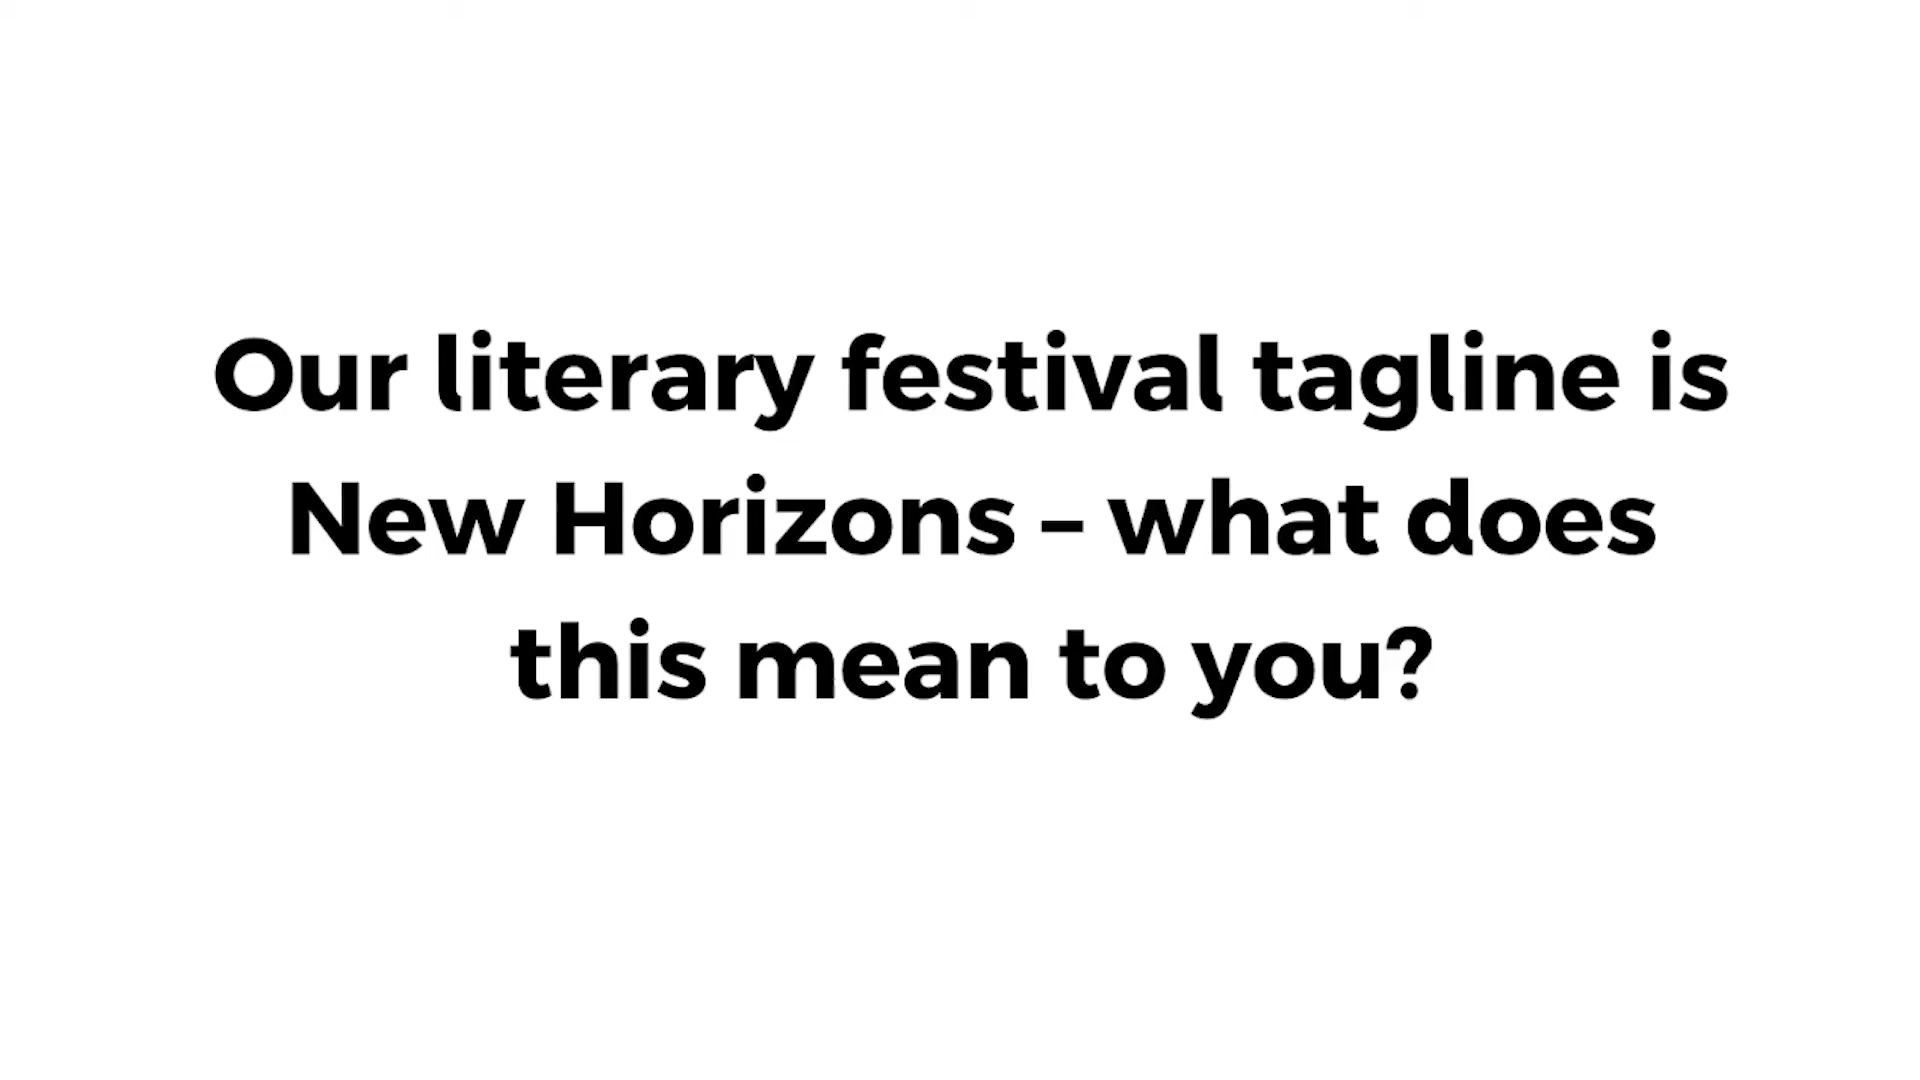 Our literary festival tagline is
New Horizons – what does
this mean to you?